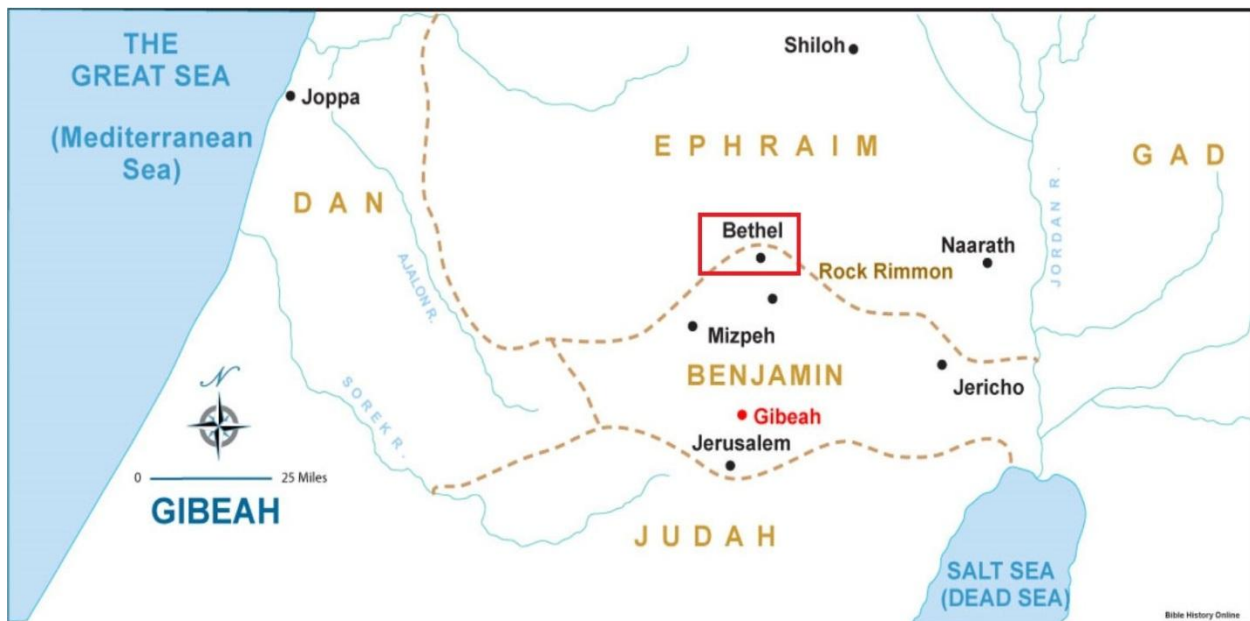 THE
GREAT SEA
(Mediterranean
Sea)
Joppa
Shiloh
EPHRAIM
GAD
DAN
AJALON R.
JORDAN R.
Bethel
Naarath
Rock Rimmon
Mizpeh
BENJAMIN
Jericho
Gibeah
Jerusalem
SOREK R.
N
0 25 Miles
GIBEAH
JUDAH
SALT SEA
(DEAD SEA)
Bible History Online